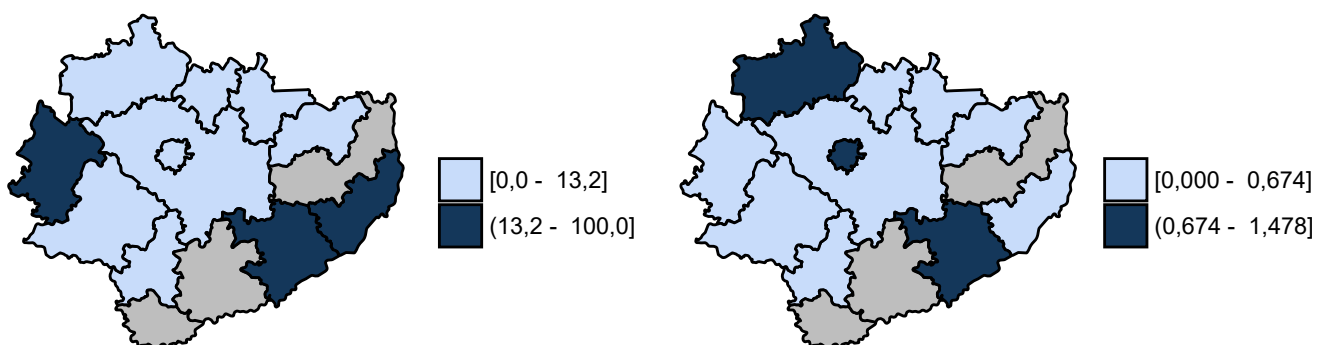 [0,0 - 13,2]
(13,2 - 100,0]
[0,000 - 0,674]
(0,674 - 1,478]